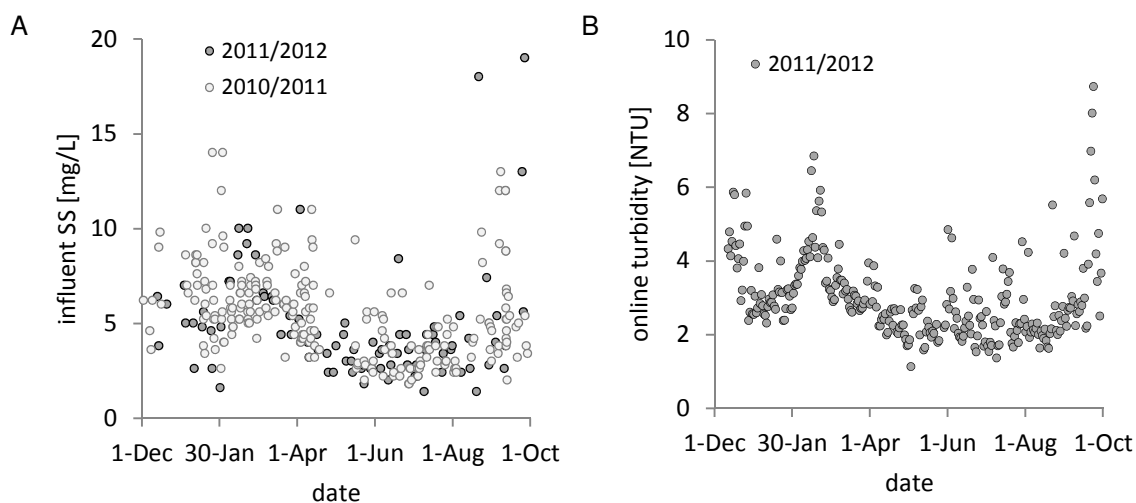 A
influent SS [mg/L]
20
15
10
5
0
2011/2012
2010/2011
1-Dec 30-Jan 1-Apr 1-Jun 1-Aug 1-Oct
date
B
online turbidity [NTU]
10
8
6
4
2
0
2011/2012
1-Dec 30-Jan 1-Apr 1-Jun 1-Aug 1-Oct
date